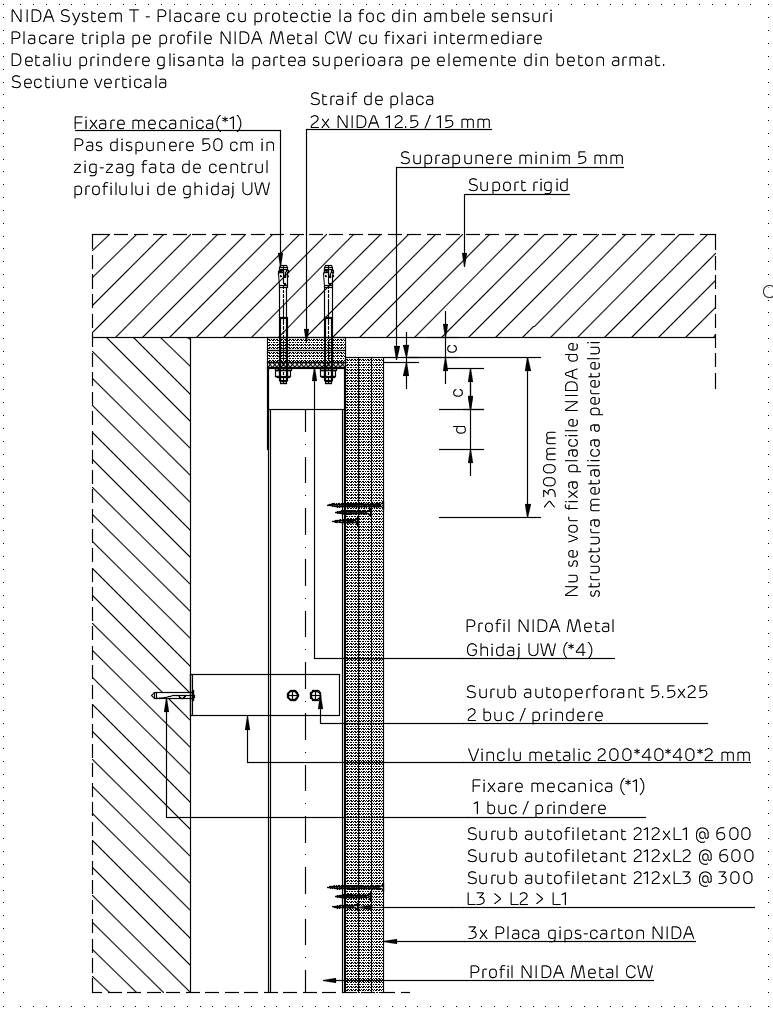 NIDA System T - Placare cu protectie la foc din ambele sensuri
Placare tripla pe profile NIDA Metal CW cu fixari intermediare
Detaliu prindere glisanta la partea superioara pe elemente din beton armat.
Sectiune verticala
Straif de placa
2x NIDA 12.5 / 15 mm
Fixare mecanica(*1)
Pas dispunere 50 cm in
zig-zag fata de centrul
profilului de ghidaj UW
Suprapunere minim 5 mm
Suport rigid
c
c
d
>300mm
Nu se vor fixa placile NIDA de
structura metalica a peretelui
Profil NIDA Metal
Ghidaj UW (*4)
Surub autoperforant 5.5x25
2 buc / prindere
Vinclu metalic 200*40*40*2 mm
Fixare mecanica (*1)
1 buc / prindere
Surub autofiletant 212xL1 @ 600
Surub autofiletant 212xL2 @ 600
Surub autofiletant 212xL3 @ 300
L3 > L2 > L1
3x Placa gips-carton NIDA
Profil NIDA Metal CW